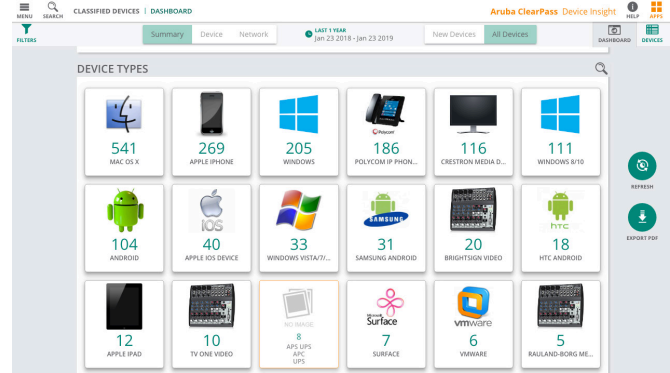 MENU
SEARCH
CLASSIFIED DEVICES | DASHBOARD
Aruba ClearPass Device Insight
HELP
APPS
FILTERS
Summary
Device
Network
LAST 1 YEAR
Jan 23 2018 - Jan 23 2019
New Devices
All Devices
DASHBOARD
DEVICES
DEVICE TYPES
Polycom
541
269
205
186
116
111
MAC OS X
APPLE IPHONE
WINDOWS
POLYCOM IP PHON...
CRESTRON MEDIA D...
WINDOWS 8/10
REFRESH
iOS
SAMSUNG
hTC
104
40
33
31
20
18
ANDROID
APPLE IOS DEVICE
WINDOWS VISTA/7/...
SAMSUNG ANDROID
BRIGHTSIGN VIDEO
HTC ANDROID
EXPORT PDF
NO IMAGE
Microsoft
Surface
vmware
12
10
8
7
6
5
APPLE IPAD
TV ONE VIDEO
APS UPS
APC
UPS
SURFACE
VMWARE
RAULAND-BORG ME...